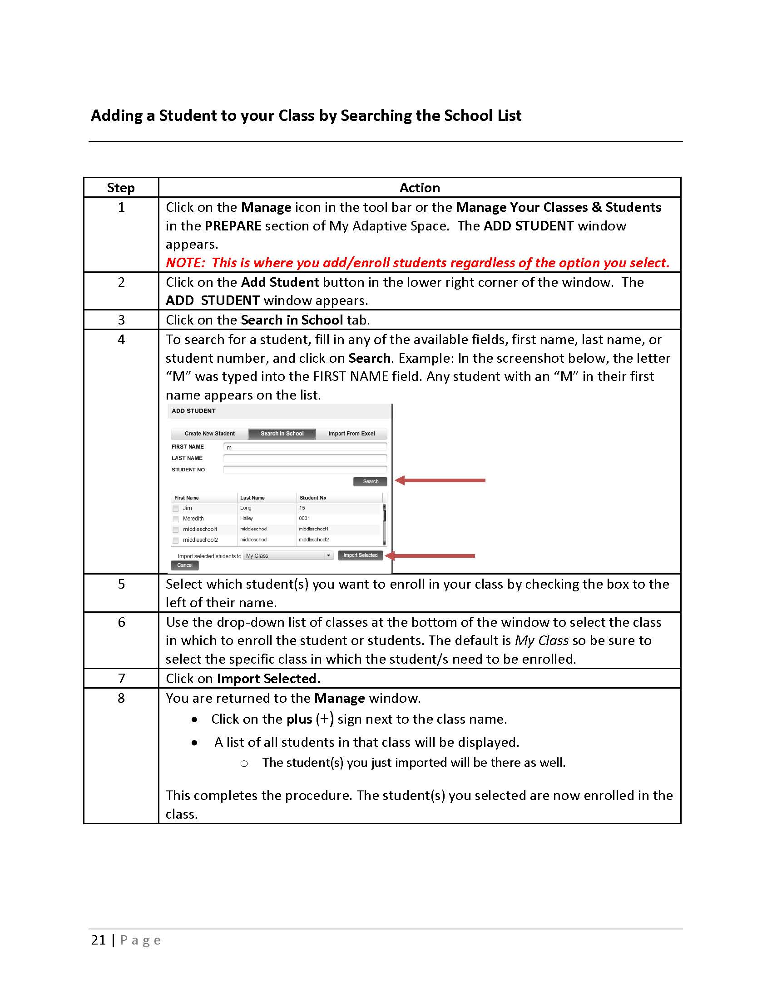 Adding a Student to your Class by Searching the School List
Step Action
1 Click on the Manage icon in the tool bar or the Manage Your Classes & Students
in the PREPARE section of My Adaptive Space.  The ADD STUDENT window
appears.
NOTE:  This is where you add/enroll students regardless of the option you select.
2 Click on the Add Student button in the lower right corner of the window.  The
ADD  STUDENT window appears.
3 Click on the Search in School tab.
4 To search for a student, fill in any of the available fields, first name, last name, or
student number, and click on Search. Example: In the screenshot below, the letter
“M” was typed into the FIRST NAME field. Any student with an “M” in their first
name appears on the list.
ADD STUDENT
Create New Student Search in School Import From Excel
FIRST NAME m
LAST NAME
STUDENT NO
Search
First Name Last Name Student No
Jim Long 15
Meredith Hailey 0001
middleschool1 middleschool middleschool1
middleschool2 middleschool middleschool2
Import selected students to My Class Import Selected
Cance
5 Select which student(s) you want to enroll in your class by checking the box to the
left of their name.
6 Use the drop-down list of classes at the bottom of the window to select the class
in which to enroll the student or students. The default is My Class so be sure to
select the specific class in which the student/s need to be enrolled.
7 Click on Import Selected.
8 You are returned to the Manage window.
• Click on the plus (+) sign next to the class name.
• A list of all students in that class will be displayed.
○ The student(s) you just imported will be there as well.
This completes the procedure. The student(s) you selected are now enrolled in the
class.
21 | Page